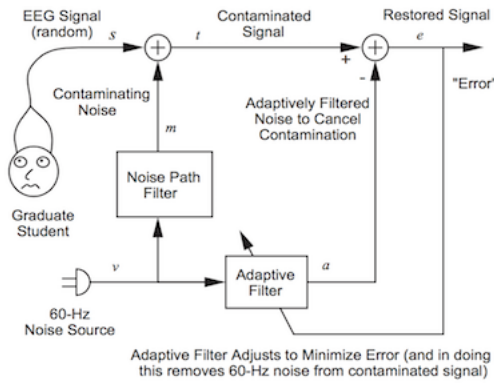 EEG Signal
(random)
s
t
Contaminated
Signal
Restored Signal
e
+
-
"Error"
Contaminating
Noise
m
Adaptively Filtered
Noise to Cancel
Contamination
Noise Path
Filter
Graduate
Student
v
Adaptive
Filter
a
60-Hz
Noise Source
Adaptive Filter Adjusts to Minimize Error (and in doing
this removes 60-Hz noise from contaminated signal)